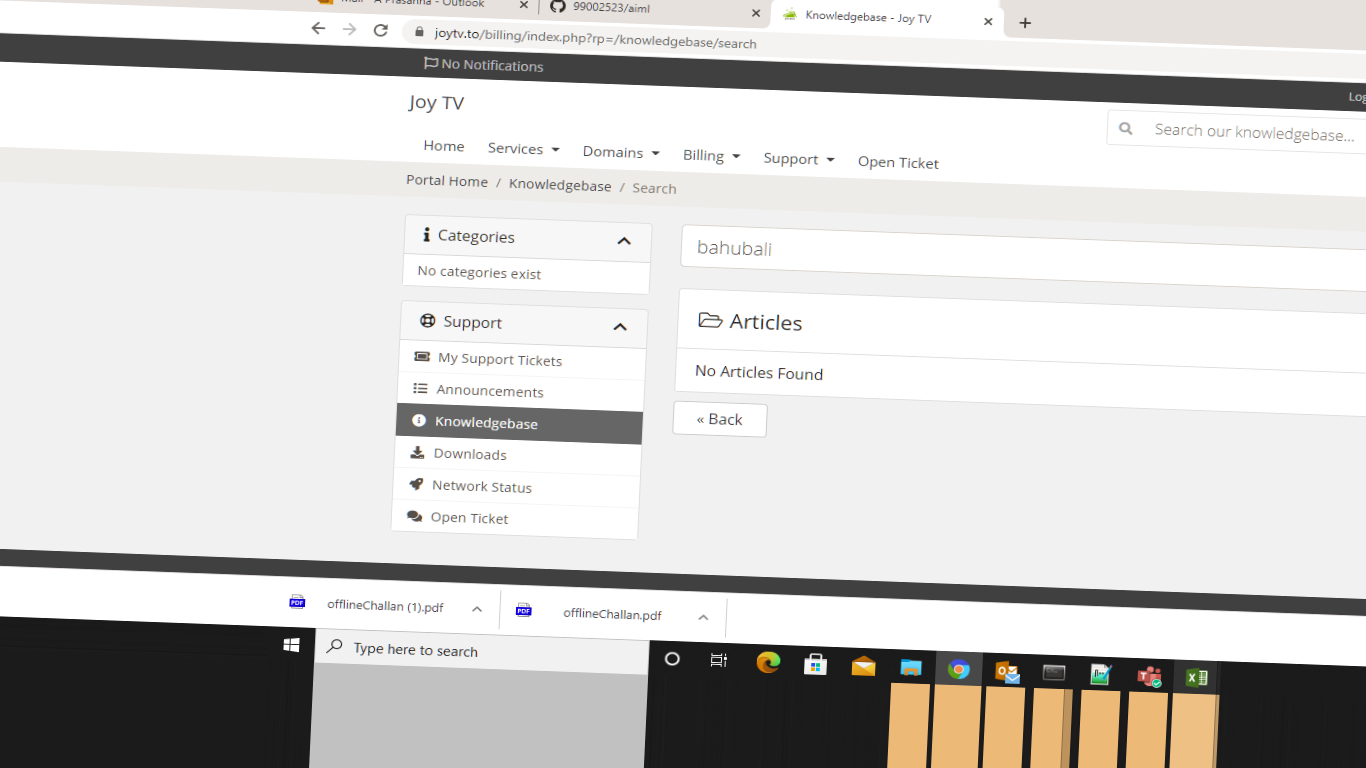 Mail - A Prasanna - Outlook
99002523/aiml
Knowledgebase - Joy TV
joytv.to/billing/index.php?rp=/knowledgebase/search
No Notifications
Joy TV
Search our knowledgebase...
Home Services Domains Billing Support Open Ticket
Portal Home / Knowledgebase / Search
Categories
No categories exist
Support
My Support Tickets
Announcements
Knowledgebase
Downloads
Network Status
Open Ticket
bahubali
Articles
No Articles Found
« Back
PDF offlineChallan (1).pdf
PDF offlineChallan.pdf
Type here to search